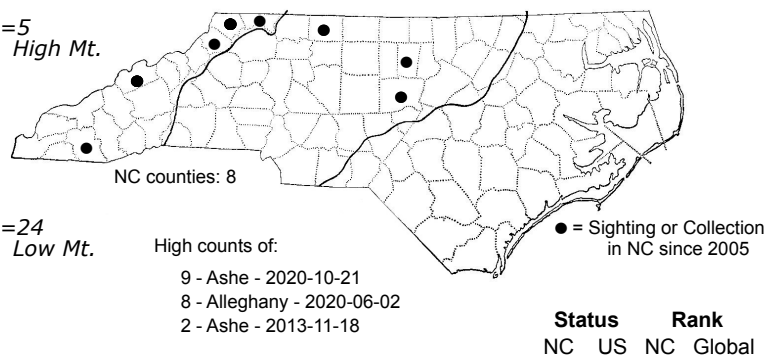 =5
High Mt.
NC counties: 8
=24
Low Mt.
High counts of:
9 - Ashe - 2020-10-21
8 - Alleghany - 2020-06-02
2 - Ashe - 2013-11-18
● = Sighting or Collection
in NC since 2005
Status Rank
NC US NC Global